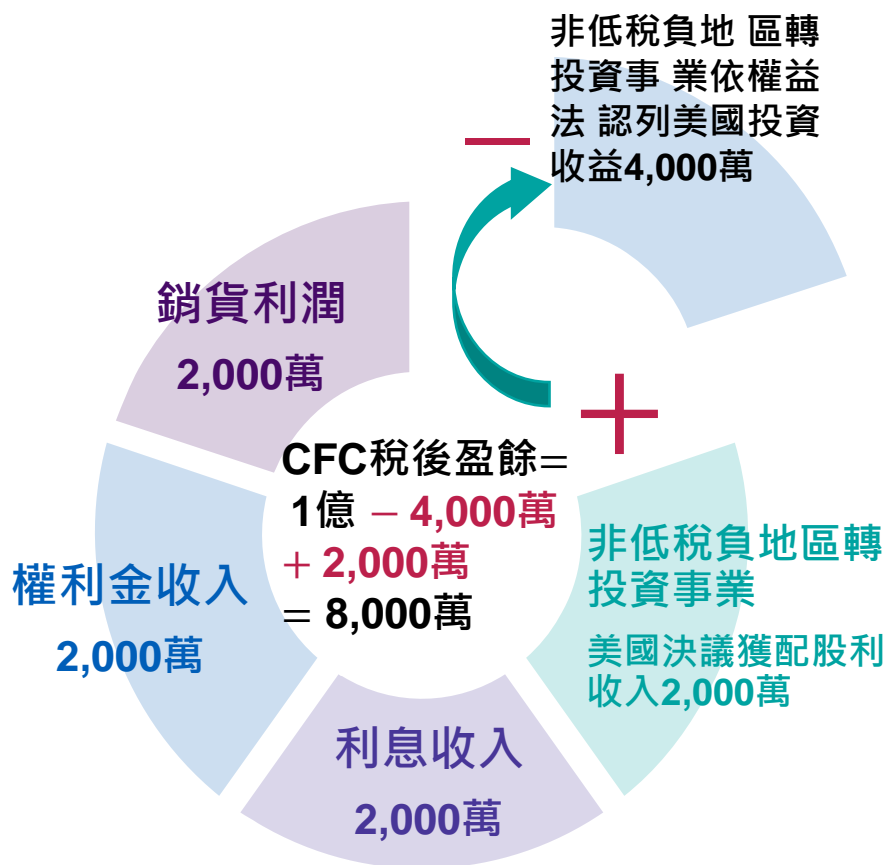 非低稅負地 區轉
投資事 業依權益
法 認列美國投資
收益4,000萬
－
銷貨利潤
2,000萬
＋
CFC稅後盈餘＝
1億 － 4,000萬
＋ 2,000萬
＝ 8,000萬
非低稅負地區轉
投資事業
美國決議獲配股利
收入2,000萬
權利金收入
2,000萬
利息收入
2,000萬